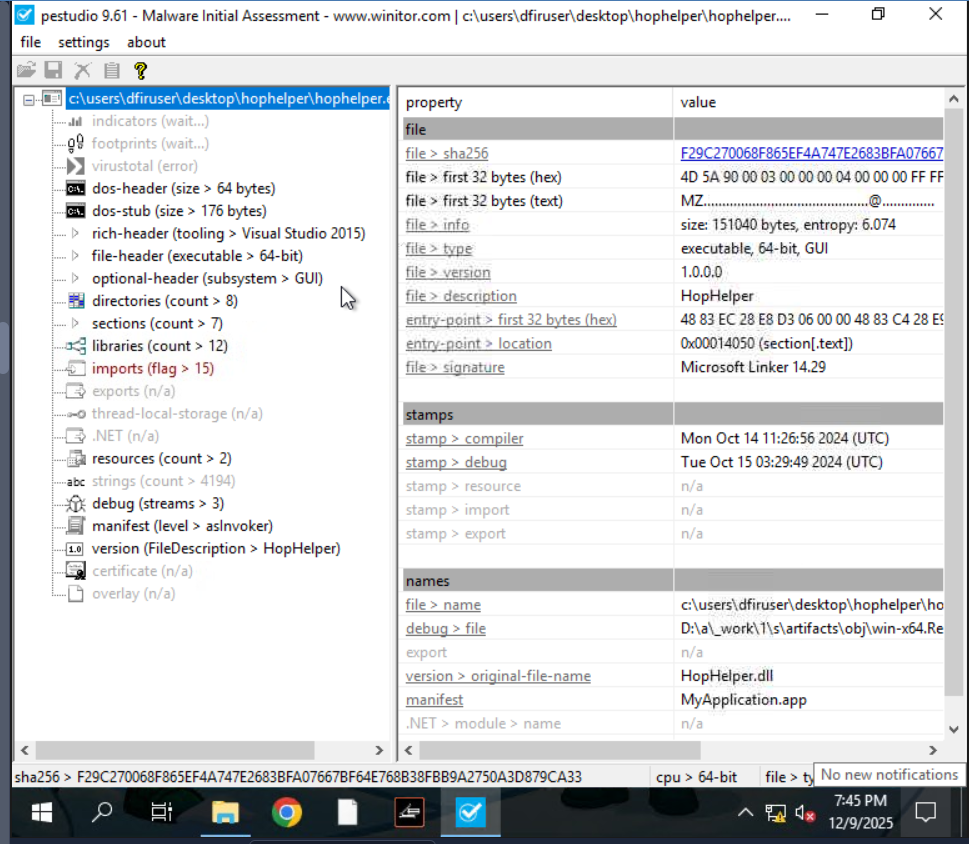 pestudio 9.61 - Malware Initial Assessment - www.winitor.com | c:\users\dfiruser\desktop\hophelper\hophelper....
file settings about
c:\users\dfiruser\desktop\hophelper\hophelper.e
indicators (wait...)
footprints (wait...)
virustotal (error)
dos-header (size > 64 bytes)
dos-stub (size > 176 bytes)
rich-header (tooling > Visual Studio 2015)
file-header (executable > 64-bit)
optional-header (subsystem > GUI)
directories (count > 8)
sections (count > 7)
libraries (count > 12)
imports (flag > 15)
exports (n/a)
thread-local-storage (n/a)
.NET (n/a)
resources (count > 2)
abc strings (count > 4194)
debug (streams > 3)
manifest (level > asInvoker)
1.0 version (FileDescription > HopHelper)
certificate (n/a)
overlay (n/a)
property value
file
file > sha256 F29C270068F865EF4A747E2683BFA07667
file > first 32 bytes (hex) 4D 5A 90 00 03 00 00 00 04 00 00 00 FF FF
file > first 32 bytes (text) MZ..........................................@..............
file > info size: 151040 bytes, entropy: 6.074
file > type executable, 64-bit, GUI
file > version 1.0.0.0
file > description HopHelper
entry-point > first 32 bytes (hex) 48 83 EC 28 E8 D3 06 00 00 48 83 C4 28 E9
entry-point > location 0x00014050 (section[.text])
file > signature Microsoft Linker 14.29
stamps
stamp > compiler Mon Oct 14 11:26:56 2024 (UTC)
stamp > debug Tue Oct 15 03:29:49 2024 (UTC)
stamp > resource n/a
stamp > import n/a
stamp > export n/a
names
file > name c:\users\dfiruser\desktop\hophelper\ho
debug > file D:\a\_work\1\s\artifacts\obj\win-x64.Re
export n/a
version > original-file-name HopHelper.dll
manifest MyApplication.app
.NET > module > name n/a
sha256 > F29C270068F865EF4A747E2683BFA07667BF64E768B38FBB9A2750A3D879CA33 cpu > 64-bit file > ty
No new notifications
7:45 PM
12/9/2025